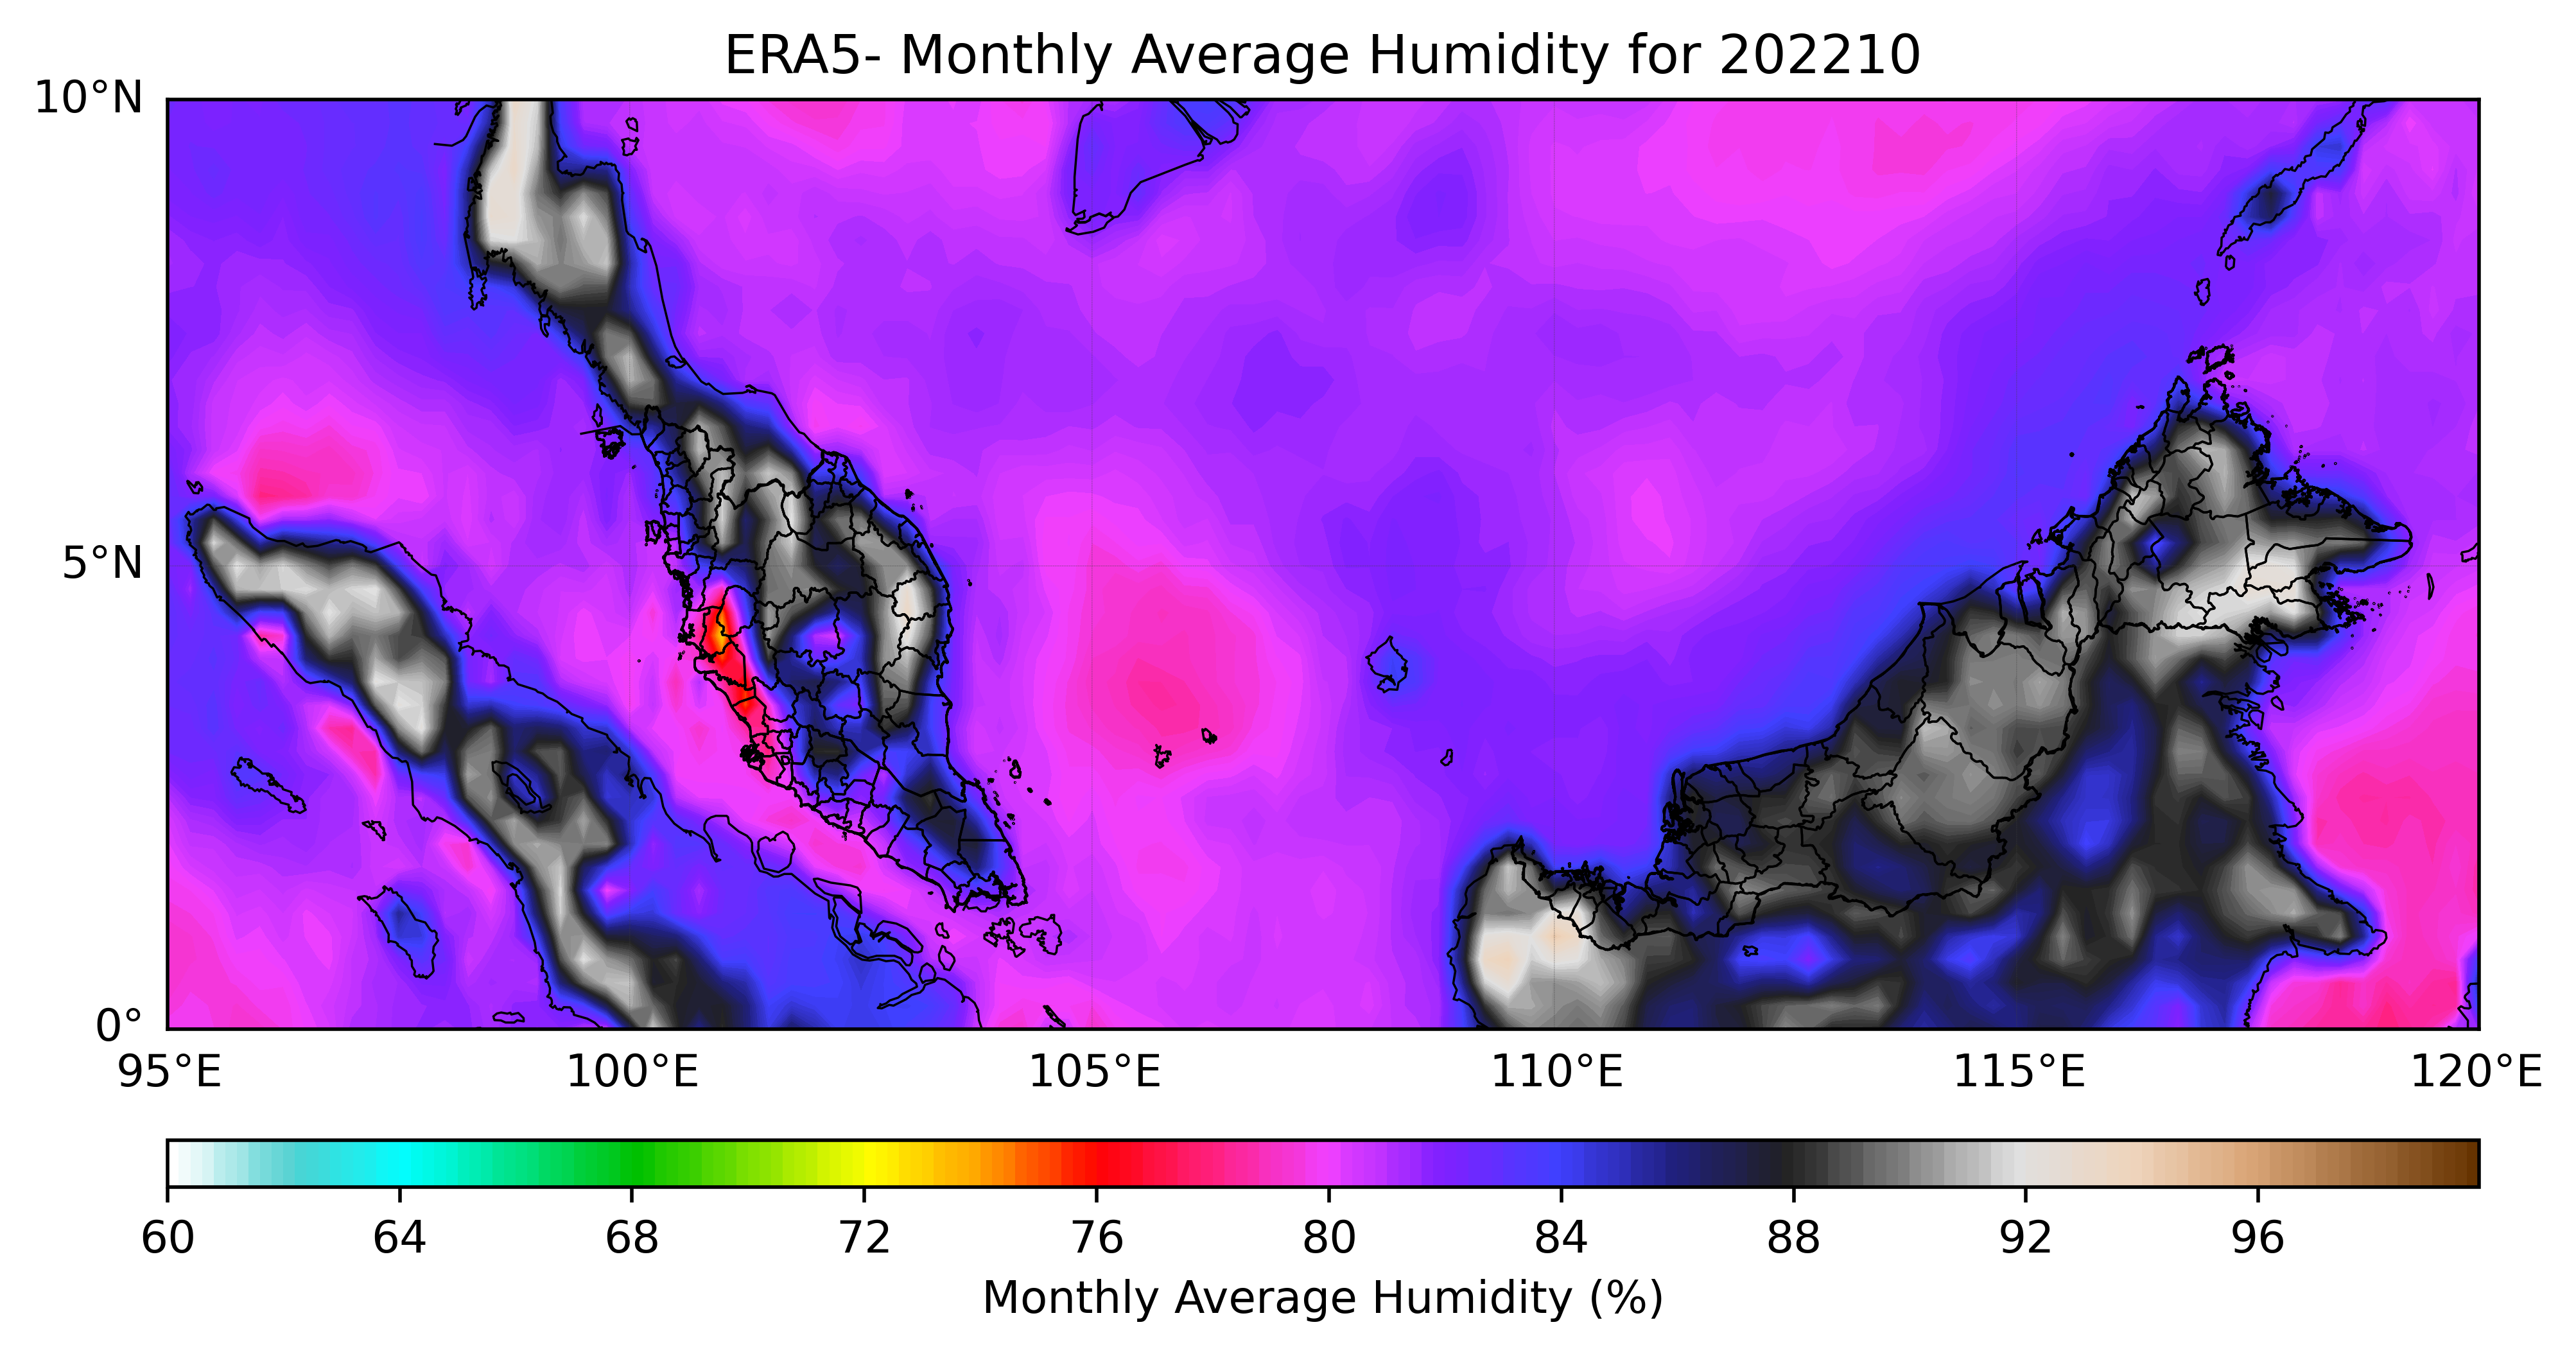 ERA5- Monthly Average Humidity for 202210
10°N
5°N
0°
95°E 100°E 105°E 110°E 115°E 120°E
60 64 68 72 76 80 84 88 92 96
Monthly Average Humidity (%)